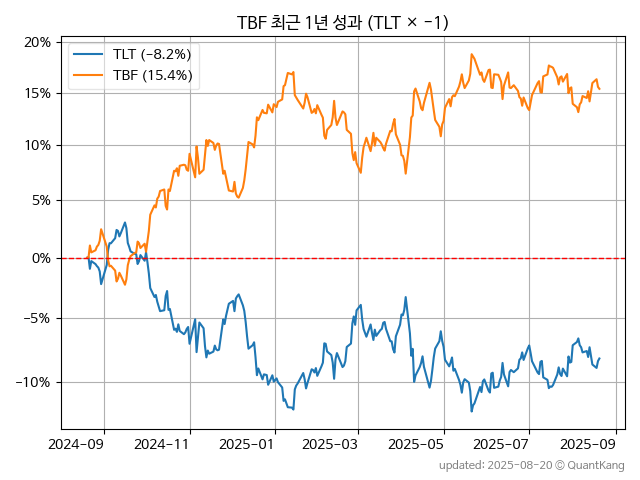 TBF 최근 1년 성과 (TLT × −1)
TLT (−8.2%)
TBF (15.4%)
20%
15%
10%
5%
0%
−5%
−10%
2024-09 2024-11 2025-01 2025-03 2025-05 2025-07 2025-09
updated: 2025-08-20 © QuantKang